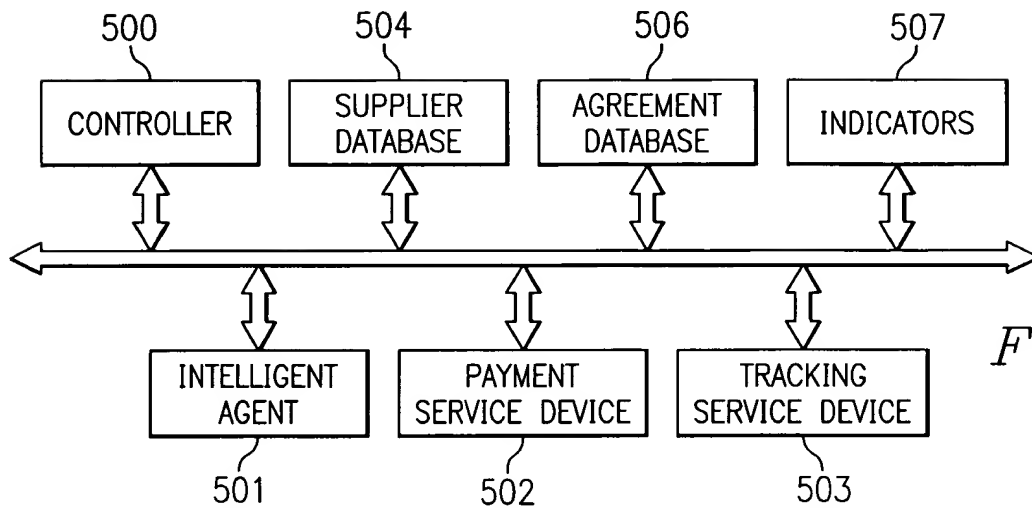 500 504 506 507
CONTROLLER
SUPPLIER
DATABASE
AGREEMENT
DATABASE
INDICATORS
F
INTELLIGENT
AGENT
PAYMENT
SERVICE DEVICE
TRACKING
SERVICE DEVICE
501 502 503